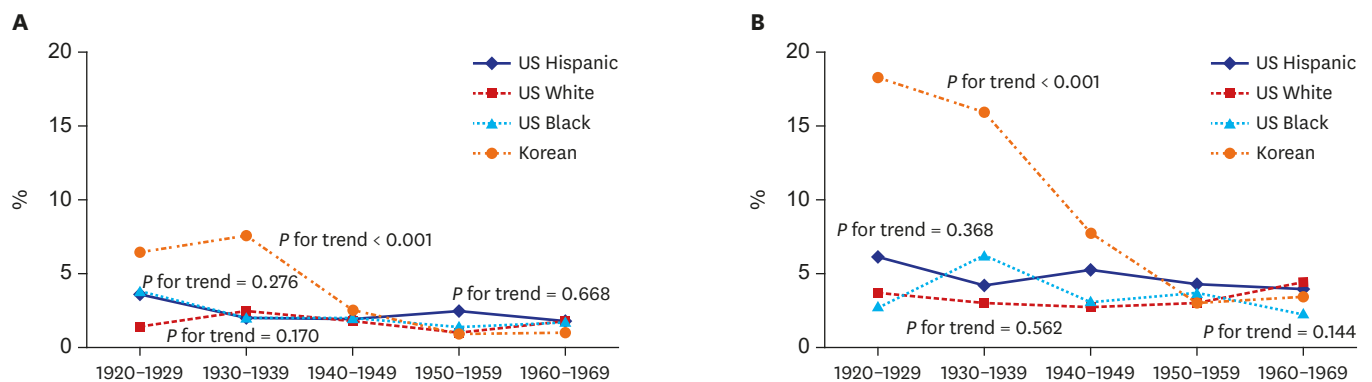 A
20
15
10
5
0
%
US Hispanic
US White
US Black
Korean
P for trend < 0.001
P for trend = 0.276
P for trend = 0.668
P for trend = 0.170
1920–1929 1930–1939 1940–1949 1950–1959 1960–1969
B
20
15
10
5
0
%
US Hispanic
US White
US Black
Korean
P for trend < 0.001
P for trend = 0.368
P for trend = 0.562
P for trend = 0.144
1920–1929 1930–1939 1940–1949 1950–1959 1960–1969